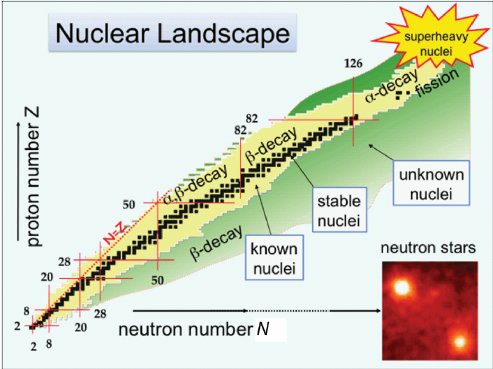 Nuclear Landscape
superheavy
nuclei
126
α-decay
fission
82
82
β-decay
α,β-decay
50
N=Z
28
20
8
2
2
8
20
28
50
β-decay
known
nuclei
stable
nuclei
unknown
nuclei
proton number Z
neutron number N
neutron stars